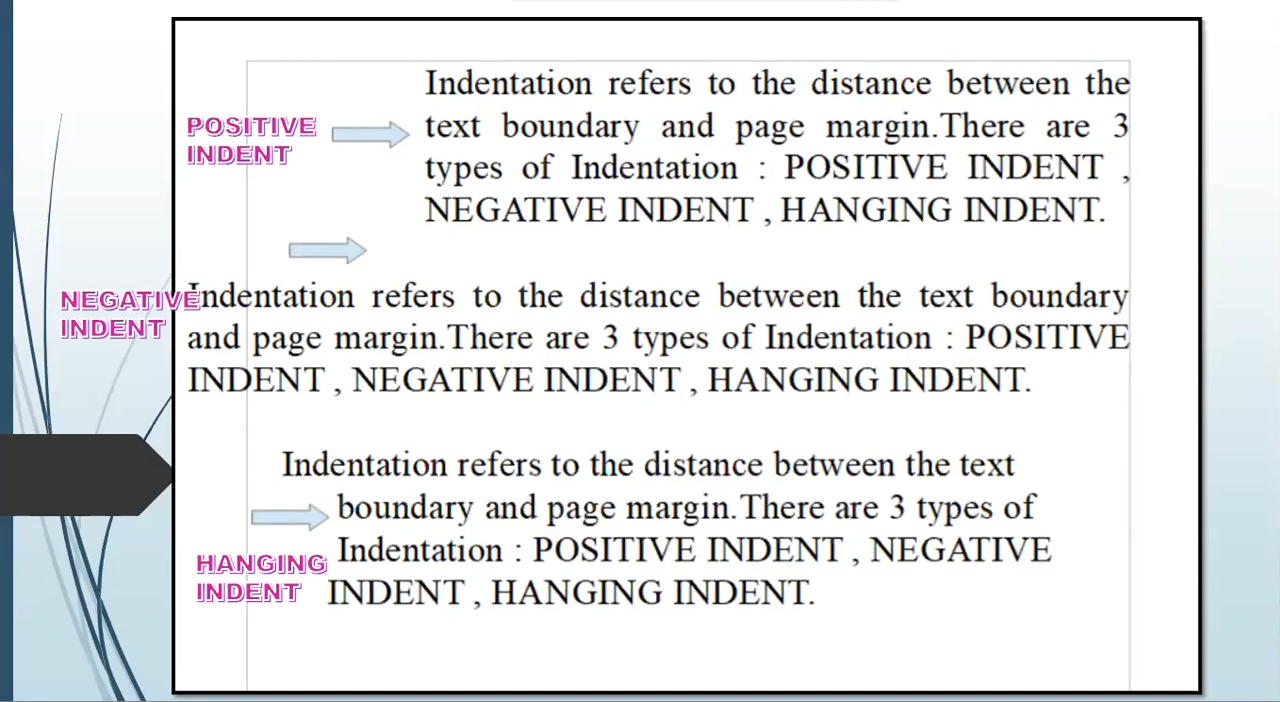 POSITIVE
INDENT
Indentation refers to the distance between the
text boundary and page margin.There are 3
types of Indentation : POSITIVE INDENT ,
NEGATIVE INDENT , HANGING INDENT.
NEGATIVE
INDENT
Indentation refers to the distance between the text boundary
and page margin.There are 3 types of Indentation : POSITIVE
INDENT , NEGATIVE INDENT , HANGING INDENT.
HANGING
INDENT
Indentation refers to the distance between the text
boundary and page margin.There are 3 types of
Indentation : POSITIVE INDENT , NEGATIVE
INDENT , HANGING INDENT.